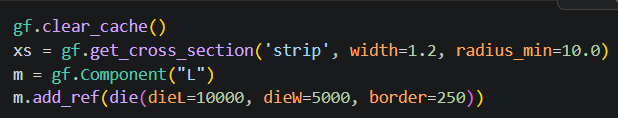 gf.clear_cache()
xs = gf.get_cross_section('strip', width=1.2, radius_min=10.0)
m = gf.Component("L")
m.add_ref(die(dieL=10000, dieW=5000, border=250))